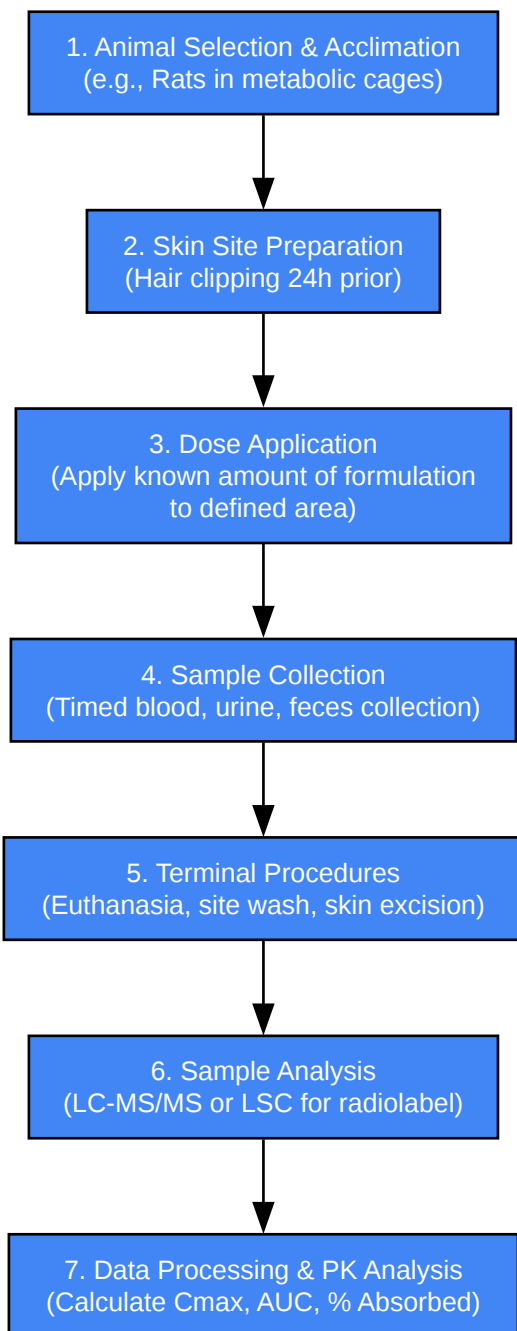 1. Animal Selection & Acclimation
(e.g., Rats in metabolic cages)
2. Skin Site Preparation
(Hair clipping 24h prior)
3. Dose Application
(Apply known amount of formulation
to defined area)
4. Sample Collection
(Timed blood, urine, feces collection)
5. Terminal Procedures
(Euthanasia, site wash, skin excision)
6. Sample Analysis
(LC-MS/MS or LSC for radiolabel)
7. Data Processing & PK Analysis
(Calculate Cmax, AUC, % Absorbed)